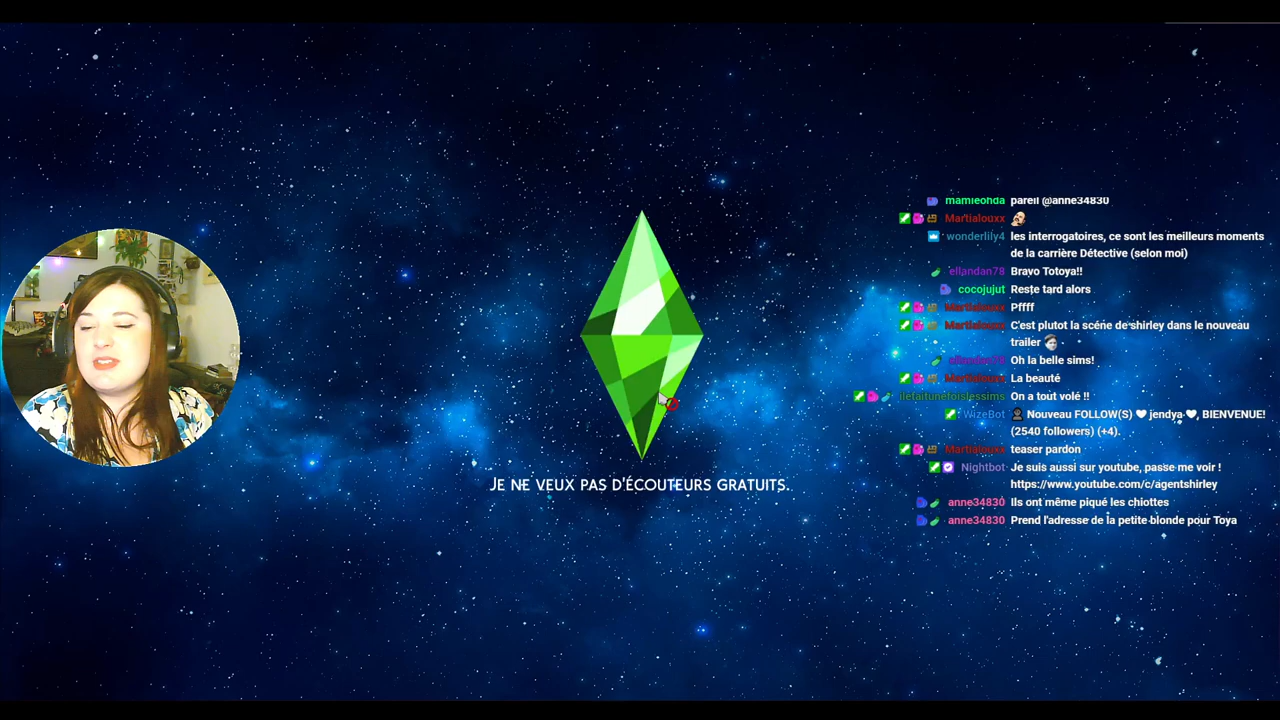 mamieonda pareil @anne34830
Martialouxx
wonderlily4 les interrogatoires, ce sont les meilleurs moments
de la carrière Détective (selon moi)
ellandan78 Bravo Totoya!!
cocojujut Reste tard alors
Martialouxx Pffff
Martialouxx C'est plutot la scéne de shirley dans le nouveau
trailer
ellandan78 Oh la belle sims!
Martialouxx La beauté
iletaitunefoislessims On a tout volé !!
WizeBot Nouveau FOLLOW(S) ♥ jendya ♥, BIENVENUE!
(2540 followers) (+4).
Martialouxx teaser pardon
JE NE VEUX PAS D'ÉCOUTEURS GRATUITS.
Nightbot Je suis aussi sur youtube, passe me voir !
https://www.youtube.com/c/agentshirley
anne34830 Ils ont même piqué les chiottes
anne34830 Prend l'adresse de la petite blonde pour Toya